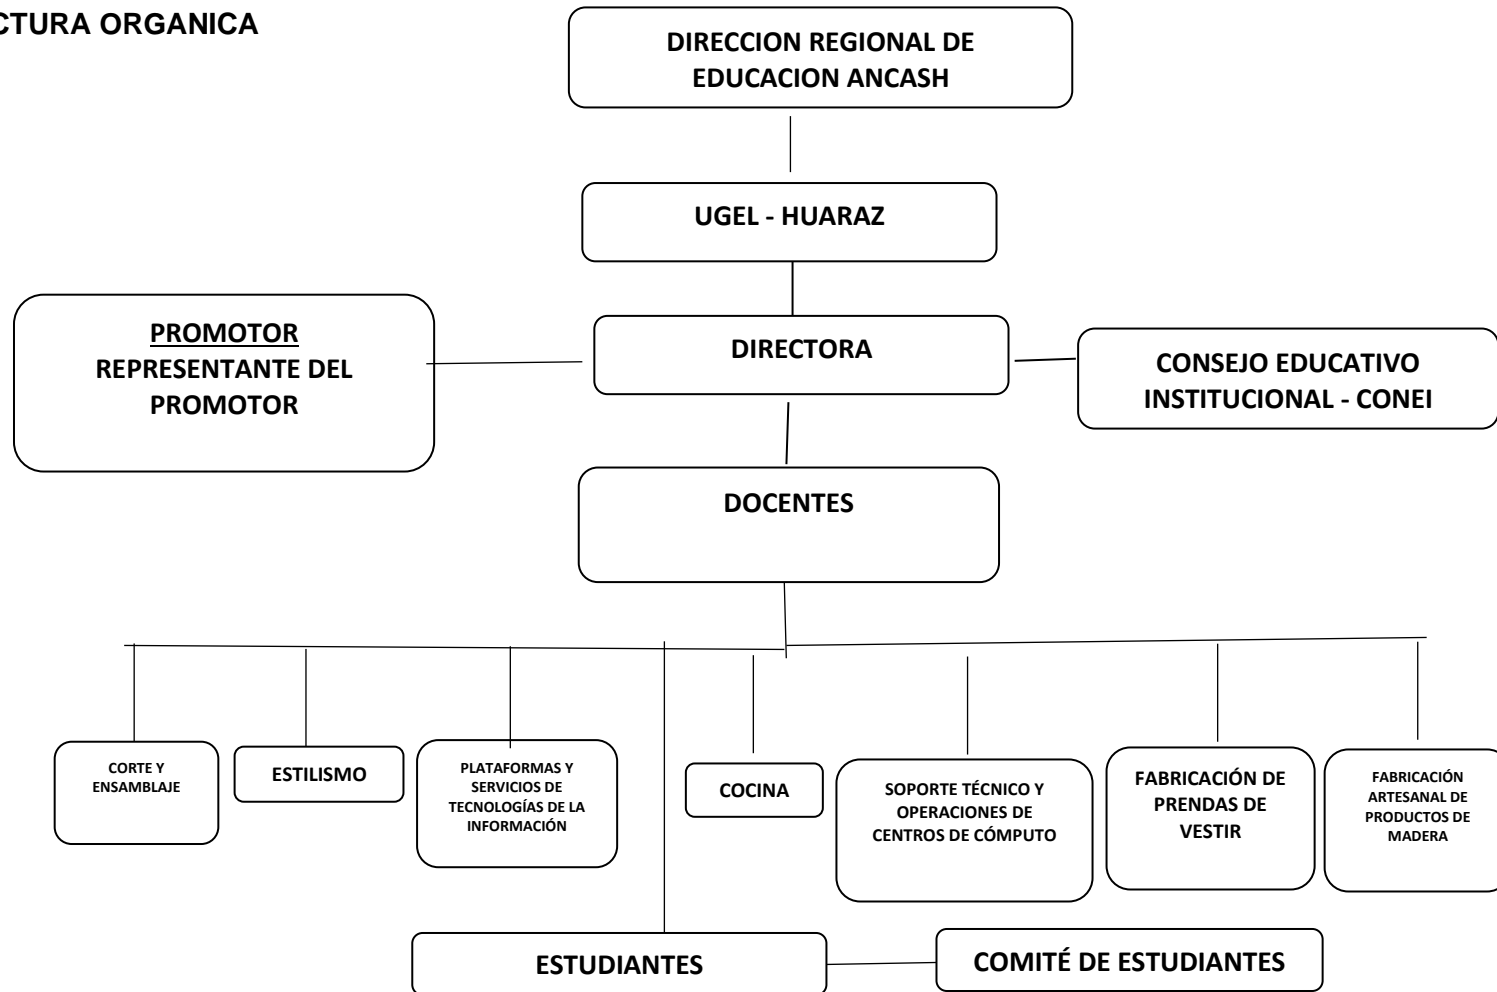 CTURA ORGANICA
DIRECCION REGIONAL DE
EDUCACION ANCASH
UGEL - HUARAZ
PROMOTOR
REPRESENTANTE DEL
PROMOTOR
DIRECTORA
CONSEJO EDUCATIVO
INSTITUCIONAL - CONEI
DOCENTES
CORTE Y
ENSAMBLAJE
ESTILISMO
PLATAFORMAS Y
SERVICIOS DE
TECNOLOGÍAS DE LA
INFORMACIÓN
COCINA
SOPORTE TÉCNICO Y
OPERACIONES DE
CENTROS DE CÓMPUTO
FABRICACIÓN DE
PRENDAS DE
VESTIR
FABRICACIÓN
ARTESANAL DE
PRODUCTOS DE
MADERA
ESTUDIANTES
COMITÉ DE ESTUDIANTES